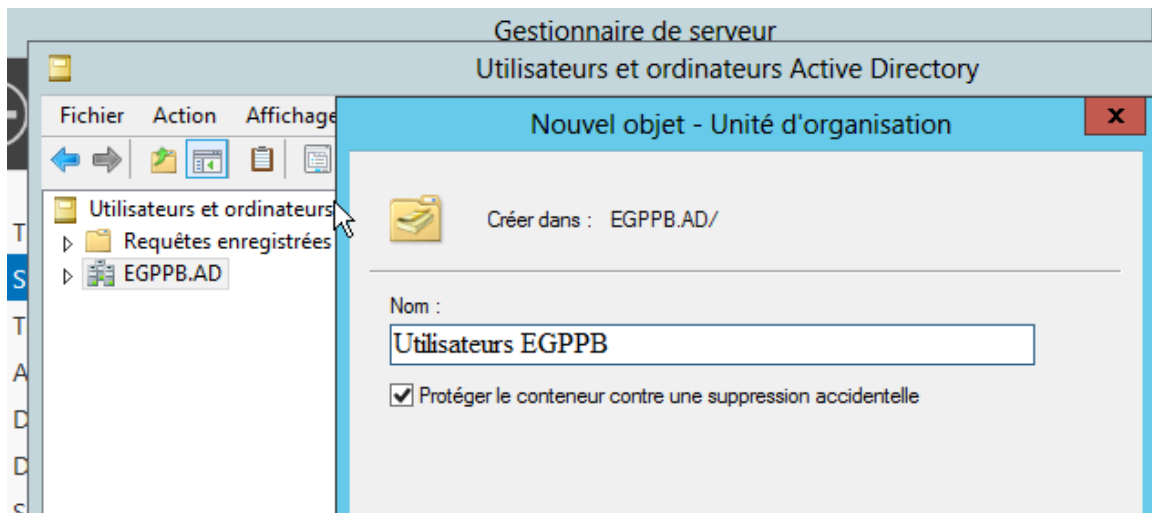 Gestionnaire de serveur
Utilisateurs et ordinateurs Active Directory
Fichier Action Affichage
Nouvel objet - Unité d'organisation
x
Utilisateurs et ordinateurs
Requêtes enregistrées
EGPPB.AD
Créer dans : EGPPB.AD/
Nom :
Utilisateurs EGPPB
Protéger le conteneur contre une suppression accidentelle
T
S
T
A
D
D